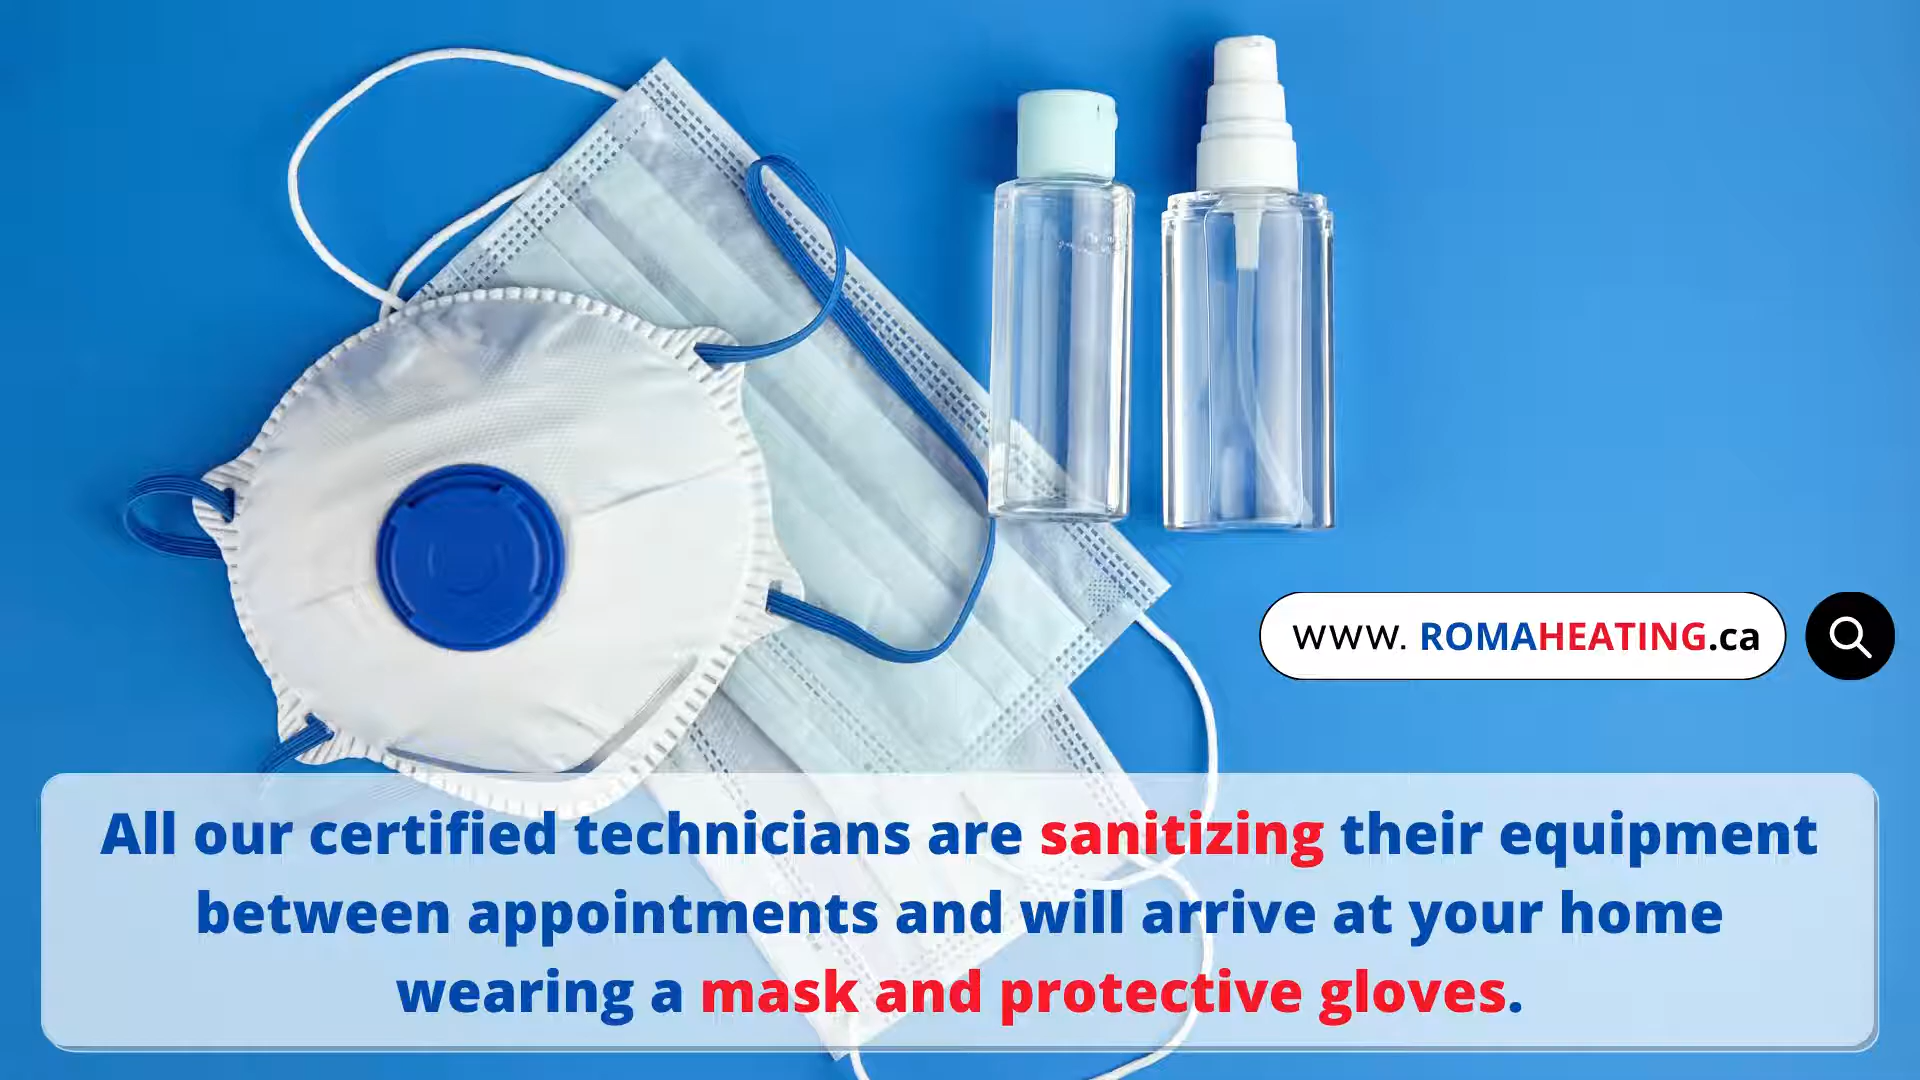 www. ROMAHEATING.ca
All our certified technicians are sanitizing their equipment
between appointments and will arrive at your home
wearing a mask and protective gloves.